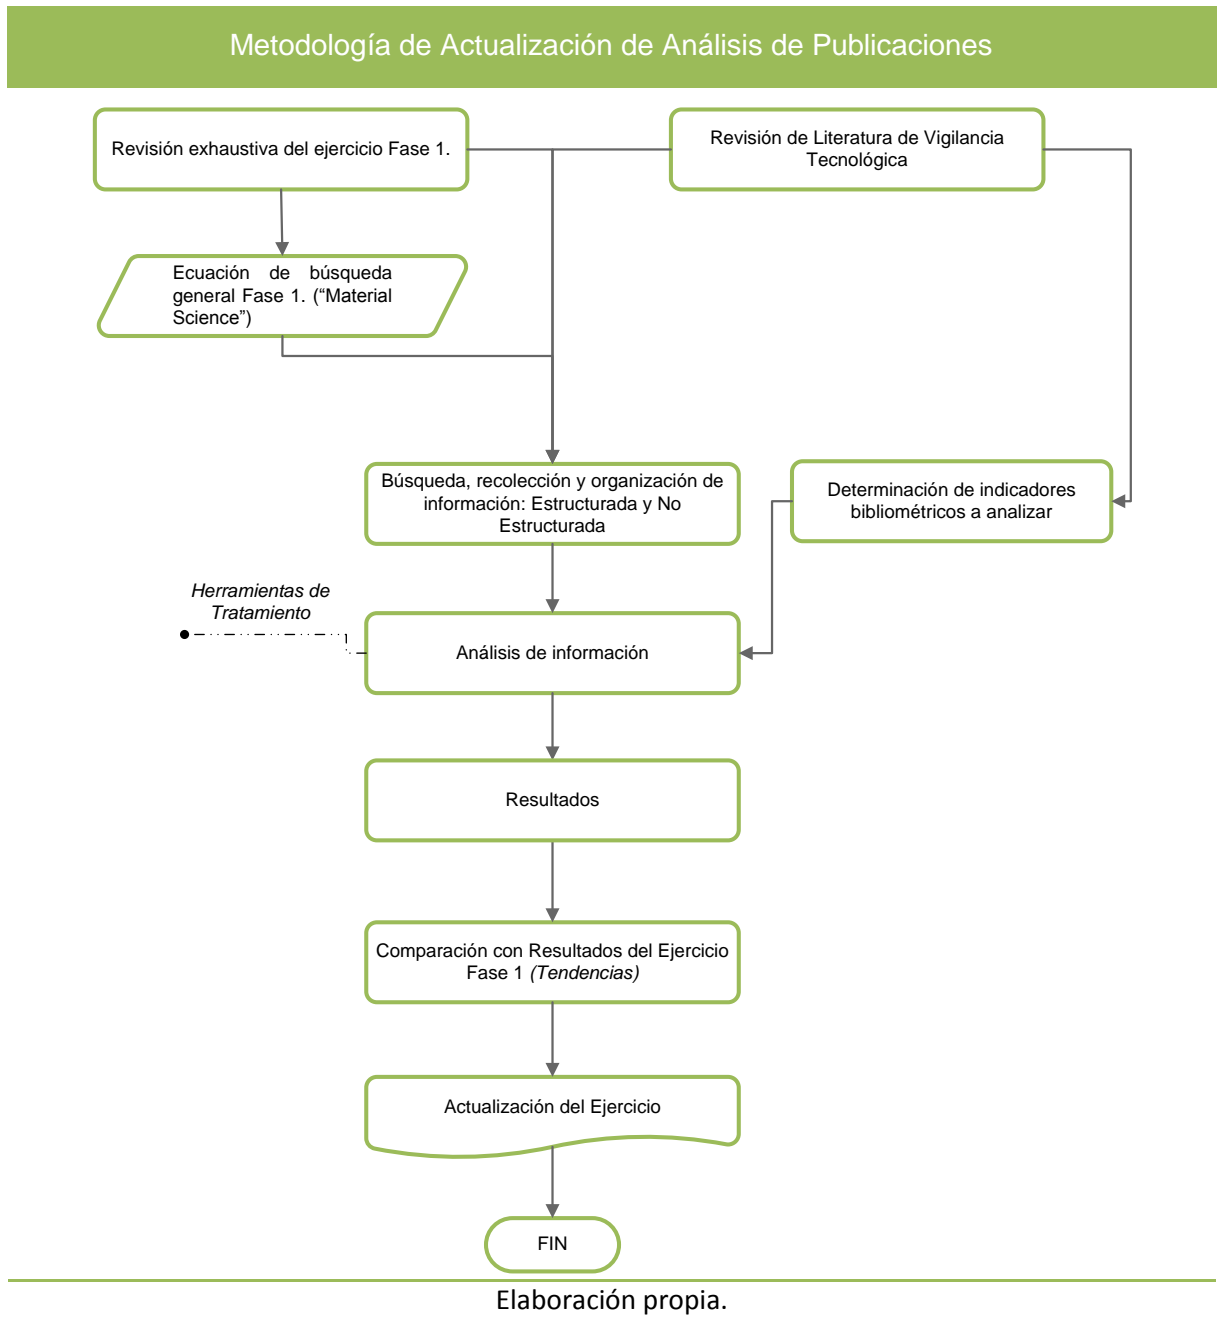 Metodología de Actualización de Análisis de Publicaciones
Revisión exhaustiva del ejercicio Fase 1.
Revisión de Literatura de Vigilancia
Tecnológica
Ecuación de búsqueda
general Fase 1. (“Material
Science”)
Búsqueda, recolección y organización de
información: Estructurada y No
Estructurada
Determinación de indicadores
bibliométricos a analizar
Herramientas de
Tratamiento
Análisis de información
Resultados
Comparación con Resultados del Ejercicio
Fase 1 (Tendencias)
Actualización del Ejercicio
FIN
Elaboración propia.